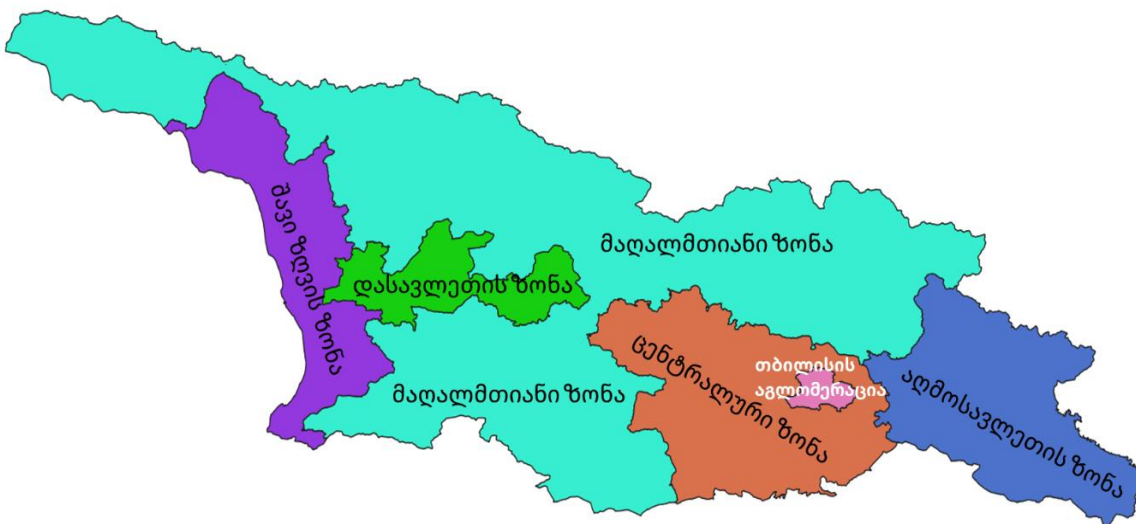 შავი ზღვის ზონა
დასავლეთის ზონა
მაღალმთიანი ზონა
მაღალმთიანი ზონა
ცენტრალური ზონა
თბილისის
აგლომერაცია
აღმოსავლეთის ზონა